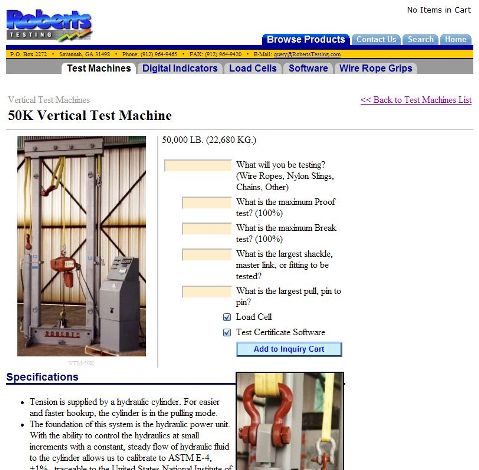 No Items in Cart
Roberts
TESTING
Browse Products Contact Us Search Home
P.O. Box 2272 • Savannah, GA 31498 • Phone: (912) 964-9465 • FAX: (912) 964-9420 • E-Mail:
Test Machines Digital Indicators Load Cells Software Wire Rope Grips
Vertical Test Machines
<< Back to Test Machines List
50K Vertical Test Machine
50,000 LB. (22,680 KG.)
What will you be testing?
(Wire Ropes, Nylon Slings,
Chains, Other)
What is the maximum Proof
test? (100%)
What is the maximum Break
test? (100%)
What is the largest shackle,
master link, or fitting to be
tested?
What is the largest pull, pin to
pin?
Load Cell
Test Certificate Software
Add to Inquiry Cart
ROBERTS
Specifications
• Tension is supplied by a hydraulic cylinder. For easier
and faster hookup, the cylinder is in the pulling mode.
• The foundation of this system is the hydraulic power unit.
With the ability to control the hydraulics at small
increments with a constant, steady flow of hydraulic fluid
to the cylinder allows us to calibrate to ASTM E-4,
±1%, traceable to the United States National Institute of